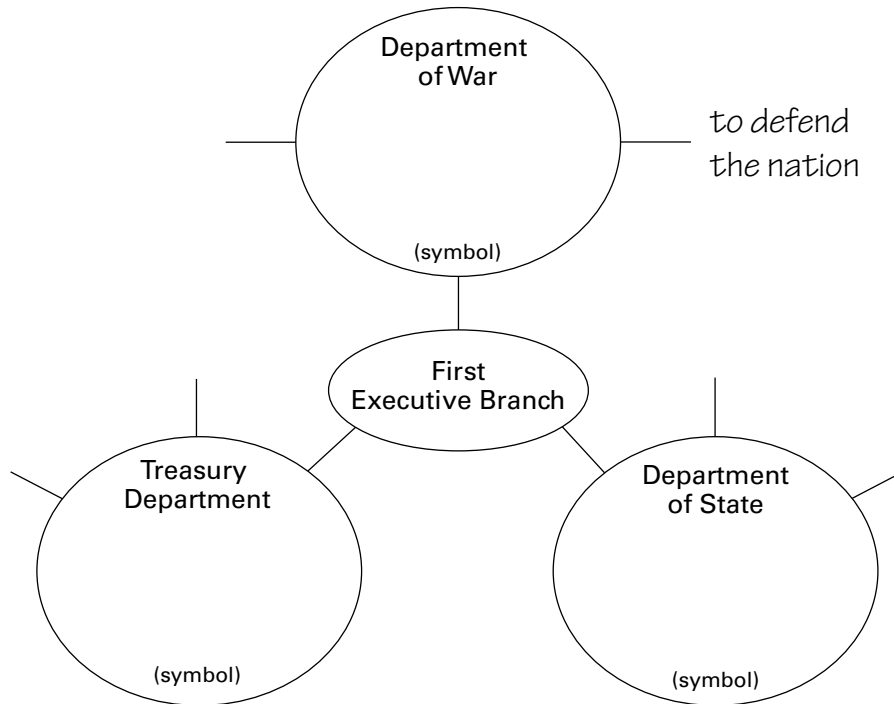 Department
of War
to defend
the nation
(symbol)
First
Executive Branch
Treasury
Department
(symbol)
Department
of State
(symbol)